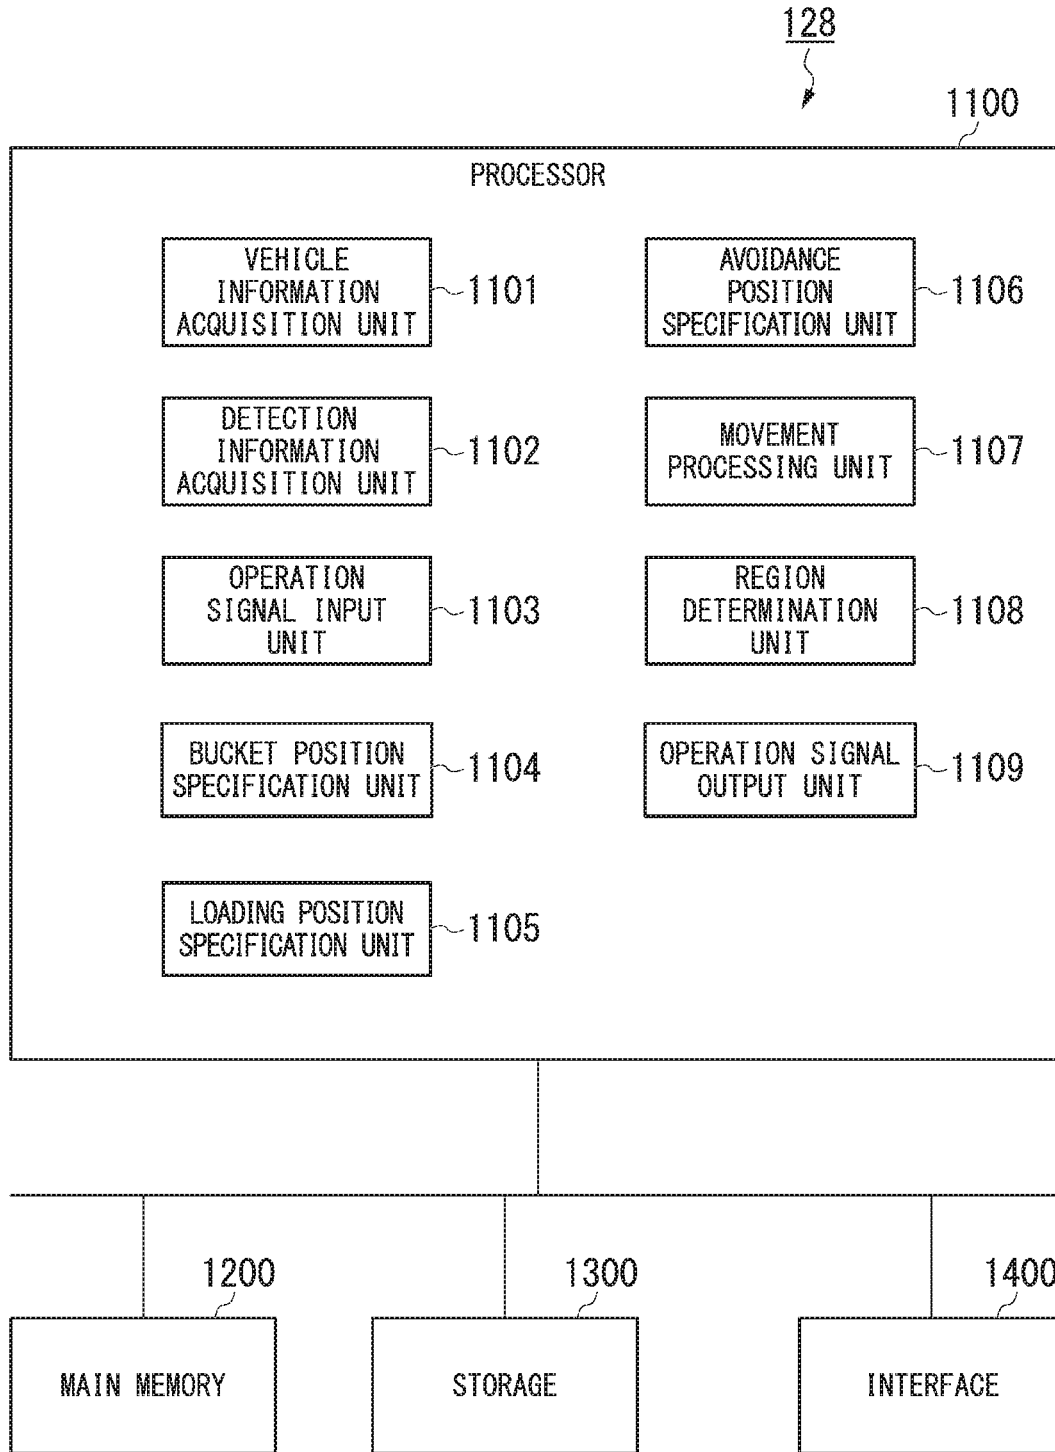 128
1100
PROCESSOR
VEHICLE
INFORMATION
ACQUISITION UNIT
1101
DETECTION
INFORMATION
ACQUISITION UNIT
1102
OPERATION
SIGNAL INPUT
UNIT
1103
BUCKET POSITION
SPECIFICATION UNIT
1104
LOADING POSITION
SPECIFICATION UNIT
1105
AVOIDANCE
POSITION
SPECIFICATION UNIT
1106
MOVEMENT
PROCESSING UNIT
1107
REGION
DETERMINATION
UNIT
1108
OPERATION SIGNAL
OUTPUT UNIT
1109
1200
MAIN MEMORY
1300
STORAGE
1400
INTERFACE